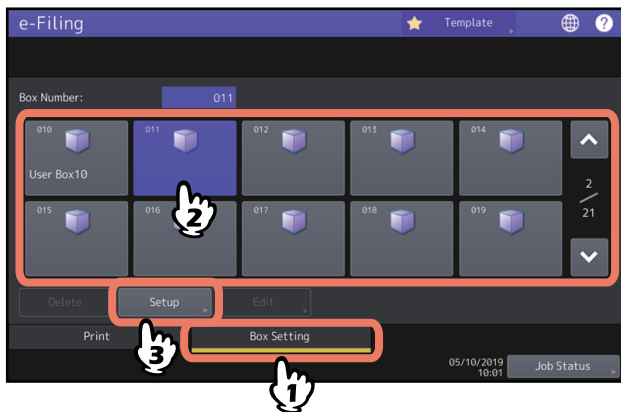 e-Filing
Template
?
Box Number: 011
010 011 012 013 014
User Box10
2
21
015 016 017 018 019
2
Delete Setup Edit
3
Print Box Setting
1
05/10/2019
10:01
Job Status